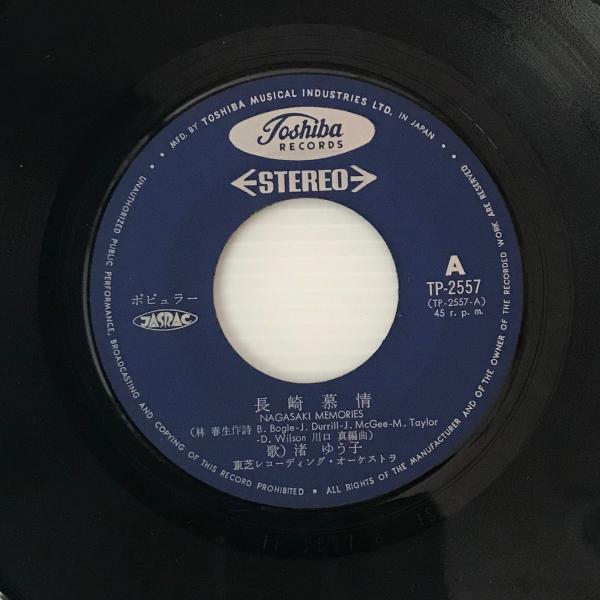 • MFD. BY TOSHIBA MUSICAL INDUSTRIES LTD. IN JAPAN. •
Toshiba
RECORDS
STEREO
A
TP-2557
(TP-2557-A)
45 r. p. m.
ポピュラー
JASRAC
長崎慕情
NAGASAKI MEMORIES
(林 春生作詩 B. Bogle-J. Durrill-J. McGee-M. Taylor
-D. Wilson 川口 真編曲)
歌) 渚 ゆう子
東芝レコーディング・オーケストラ
UNAUTHORIZED PUBLIC PERFORMANCE, BROADCASTING AND COPYING OF THIS RECORD PROHIBITED • ALL RIGHTS OF THE MANUFACTURER AND OF THE OWNER OF THE RECORDED WORK ARE RESERVED